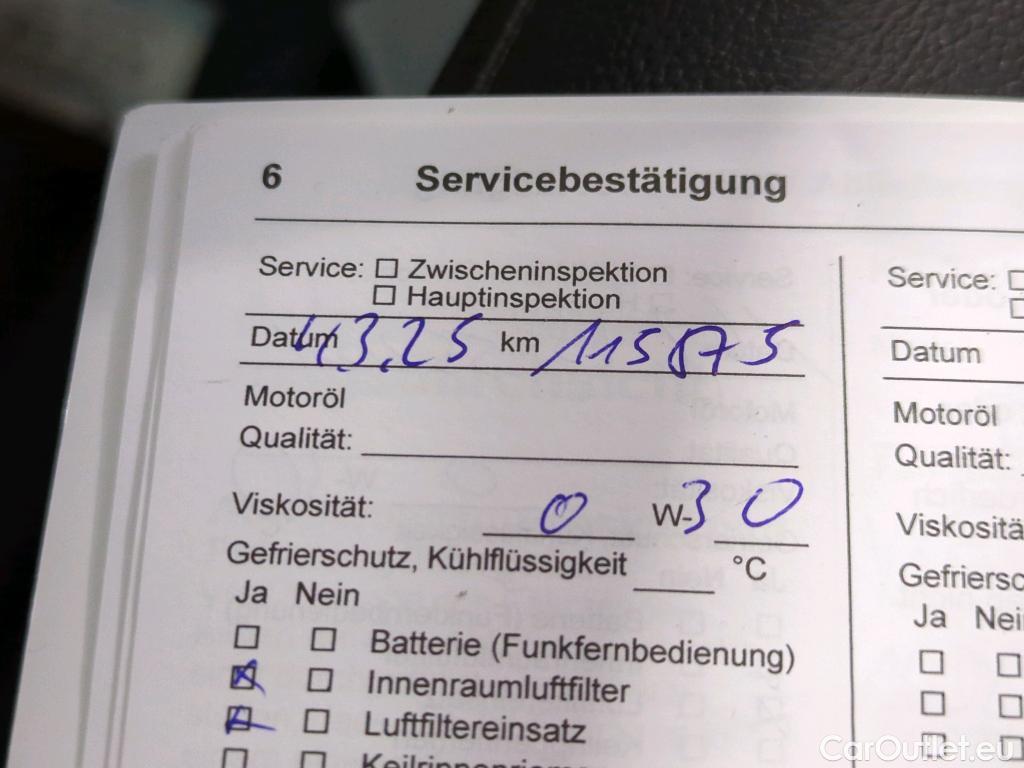 6 Servicebestätigung
Service: Zwischeninspektion
Hauptinspektion
Datum 4,3,25 km 115875
Motoröl
Qualität:
Viskosität: 0 W-30
Gefrierschutz, Kühlflüssigkeit °C
Ja Nein
Batterie (Funkfernbedienung)
Innenraumluftfilter
Luftfiltereinsatz
Service:
Datum
Motoröl
Qualität:
Viskositä
Gefriersc
Ja Nei
CarOutlet.eu